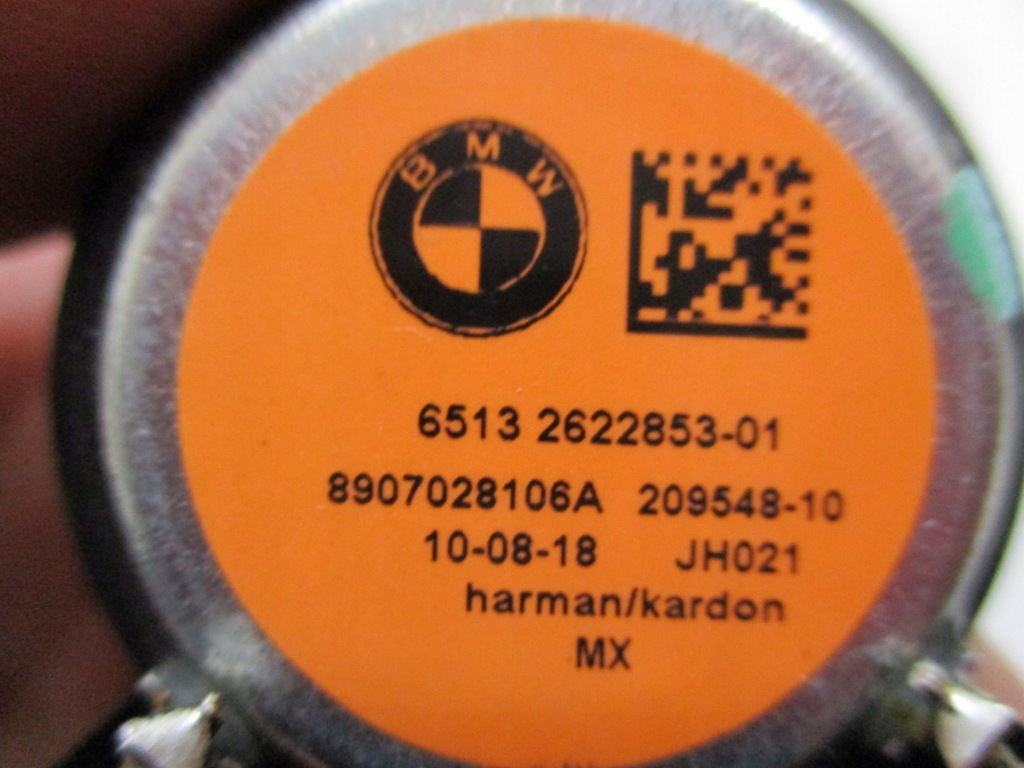 BMW
6513 2622853-01
8907028106A 209548-10
10-08-18 JH021
harman/kardon
MX